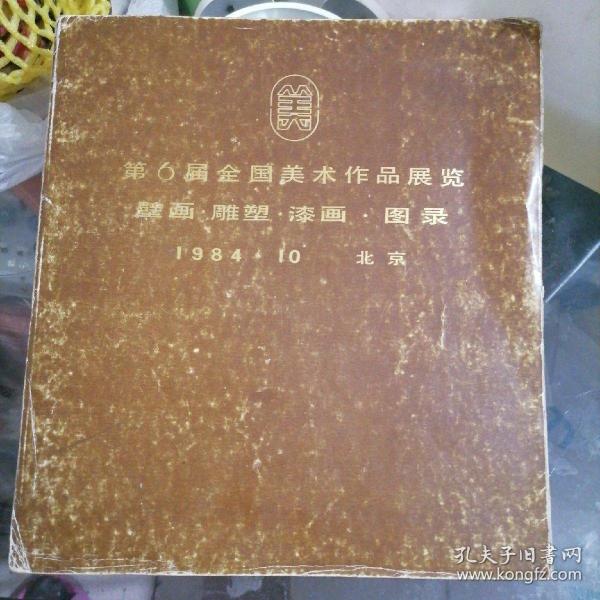 美
第6届全国美术作品展览
壁画·雕塑·漆画·图录
1984·10 北京
孔夫子旧书网
www.kongfz.com